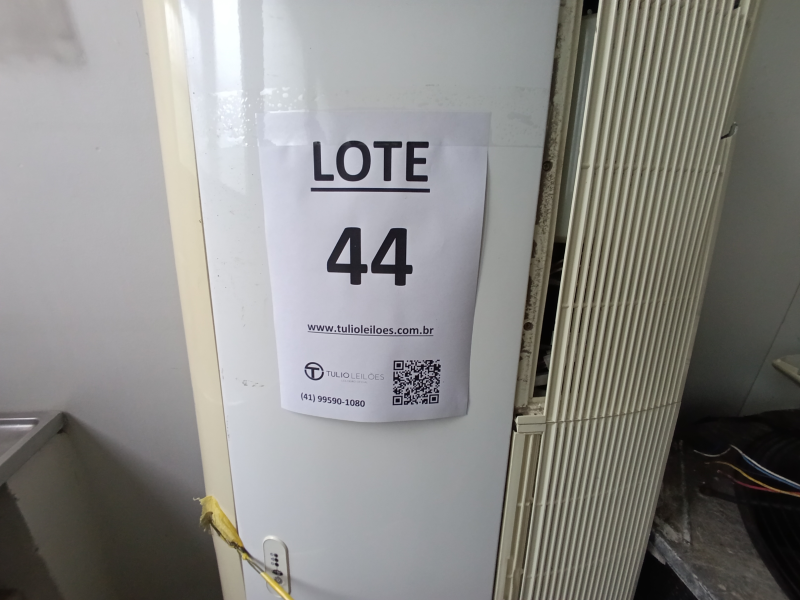 LOTE
44
www.tulioleiloes.com.br
TULIO LEILÕES
(41) 99590-1080